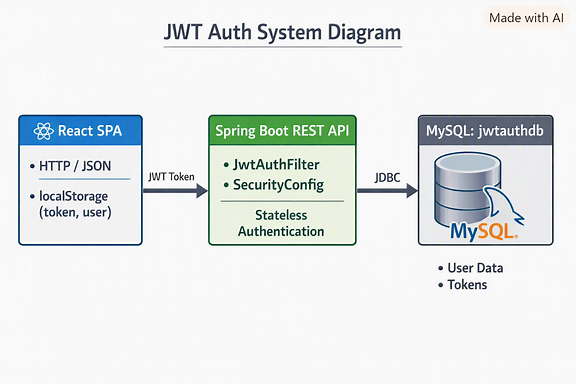 Made with AI
JWT Auth System Diagram
React SPA
• HTTP / JSON
• localStorage
(token, user)
JWT Token
Spring Boot REST API
• JwtAuthFilter
• SecurityConfig
Stateless
Authentication
JDBC
MySQL: jwtauthdb
MySQL
• User Data
• Tokens